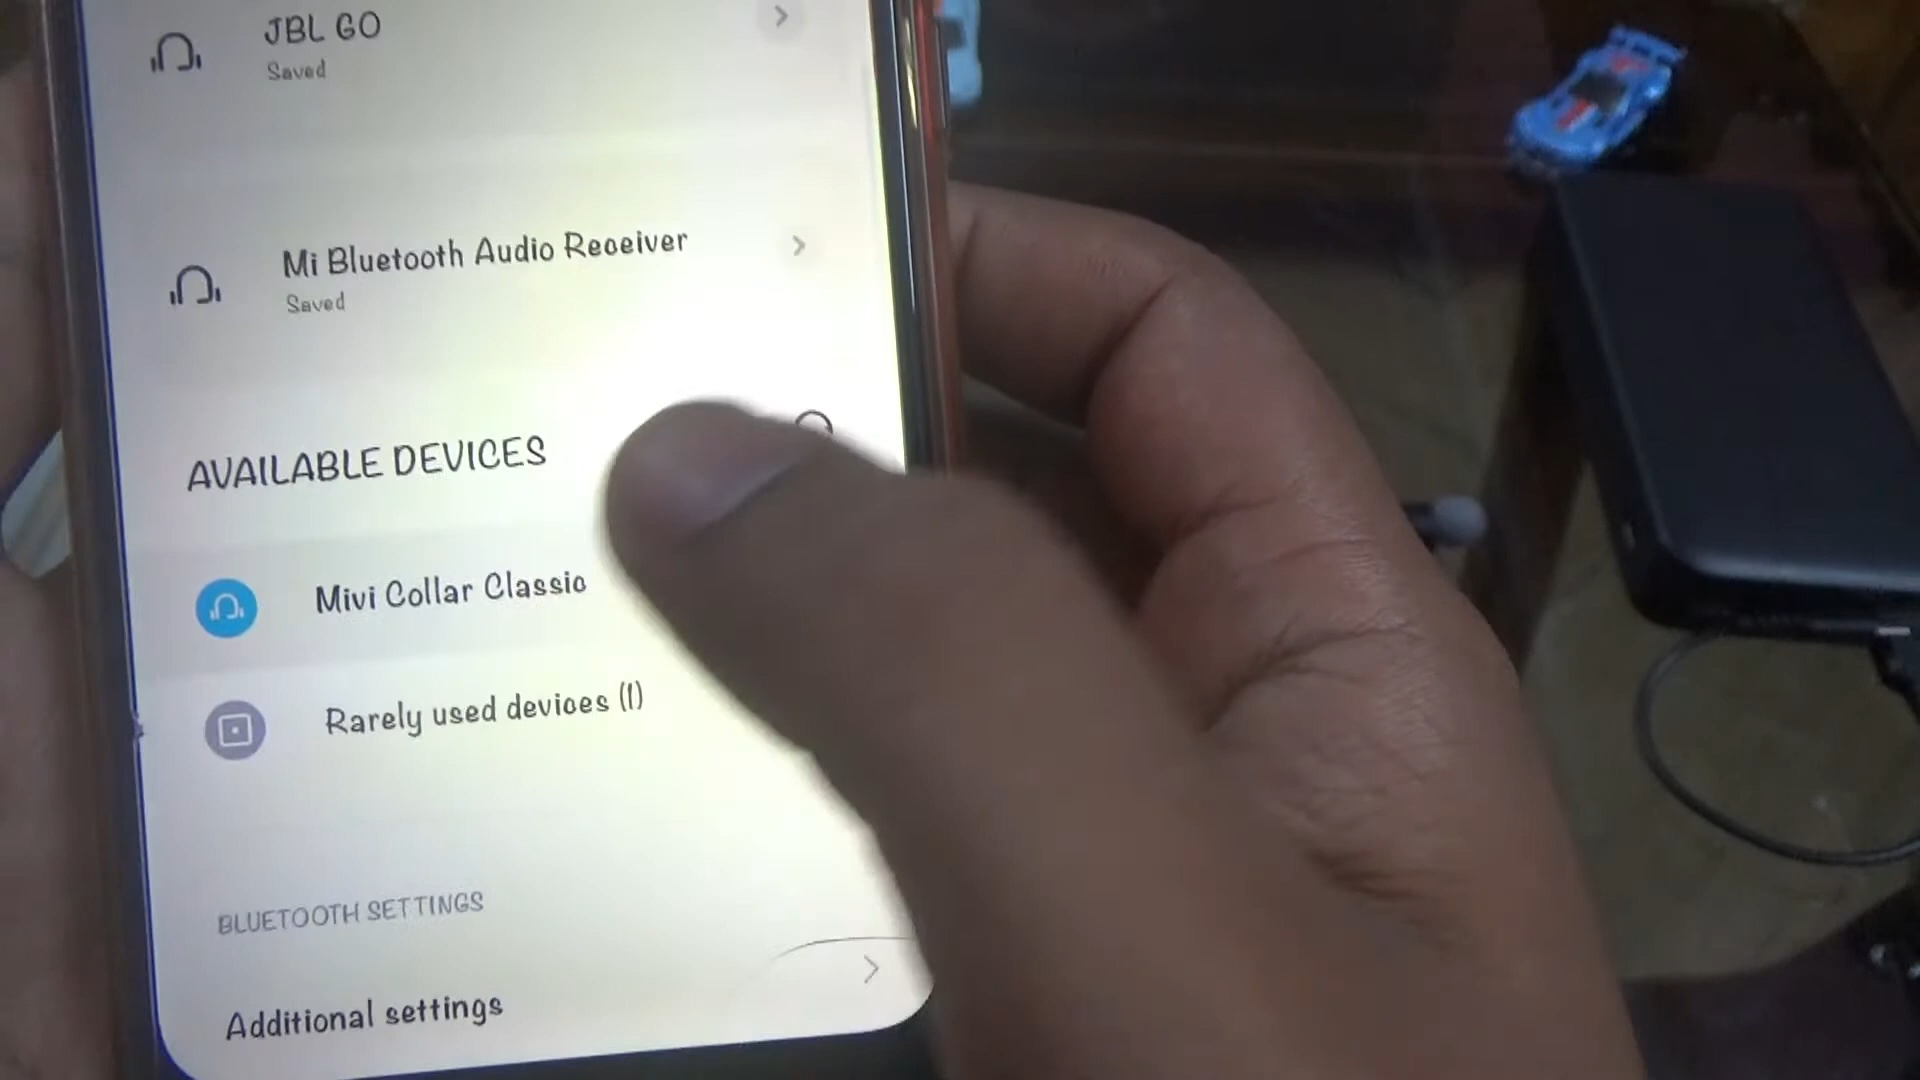 JBL GO
Saved
Mi Bluetooth Audio Receiver
Saved
AVAILABLE DEVICES
Mivi Collar Classic
Rarely used devices (1)
BLUETOOTH SETTINGS
Additional settings